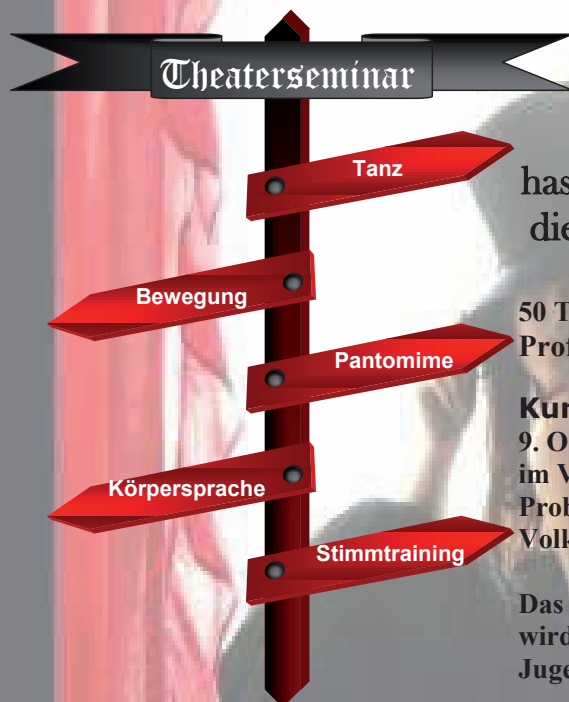 Theaterseminar
Tanz
Bewegung
Pantomime
Körpersprache
Stimmtraining
has
die
50 T
Prof
Kur
9. O
im V
Prob
Volk
Das
wird
Juge